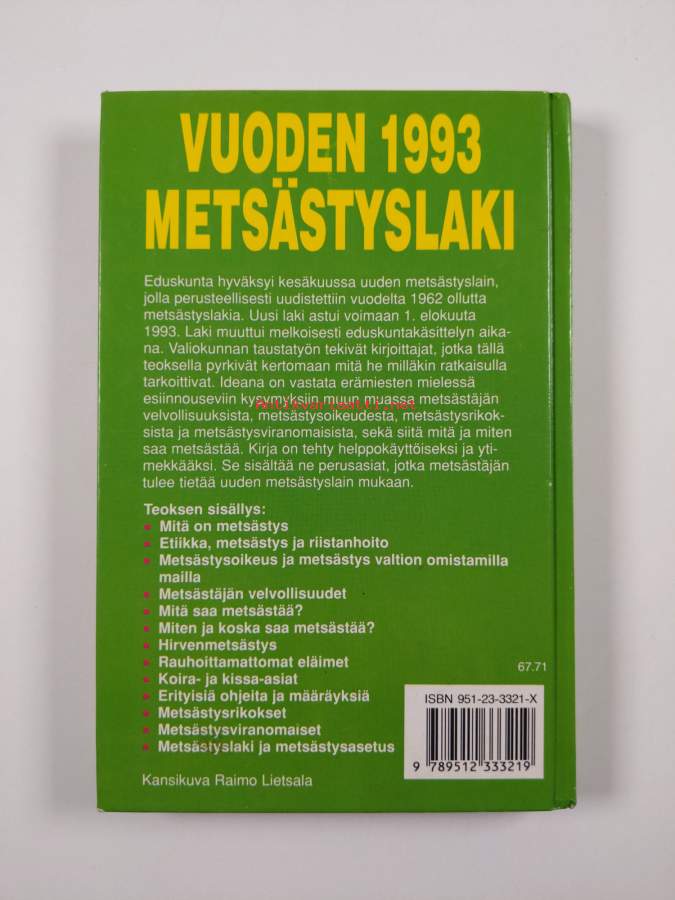 VUODEN 1993
METSÄSTYSLAKI
Eduskunta hyväksyi kesäkuussa uuden metsästyslain,
jolla perusteellisesti uudistettiin vuodelta 1962 ollutta
metsästyslakia. Uusi laki astui voimaan 1. elokuuta
1993. Laki muuttui melkoisesti eduskuntakäsittelyn aika-
na. Valiokunnan taustatyön tekivät kirjoittajat, jotka tällä
teoksella pyrkivät kertomaan mitä he milläkin ratkaisulla
tarkoittivat. Ideana on vastata erämiesten mielessä
esiinnouseviin kysymyksiin muun muassa metsästäjän
Antikvariaatti.net
velvollisuuksista, metsästysoikeudesta, metsästysrikok-
sista ja metsästysviranomaisista, sekä siitä mitä ja miten
saa metsästää. Kirja on tehty helppokäyttöiseksi ja yti-
mekkääksi. Se sisältää ne perusasiat, jotka metsästäjän
tulee tietää uuden metsästyslain mukaan.
Teoksen sisällys:
Mitä on metsästys
Etiikka, metsästys ja riistanhoito
Metsästysoikeus ja metsästys valtion omistamilla
mailla
Metsästäjän velvollisuudet
Mitä saa metsästää?
Miten ja koska saa metsästää?
Hirvenmetsästys
Rauhoittamattomat eläimet
Koira- ja kissa-asiat
Erityisiä ohjeita ja määräyksiä
Metsästysrikokset
Metsästysviranomaiset
Metsästyslaki ja metsästysasetus
Kansikuva Raimo Lietsala
67.71
ISBN 951-23-3321-X
9 789512 333219